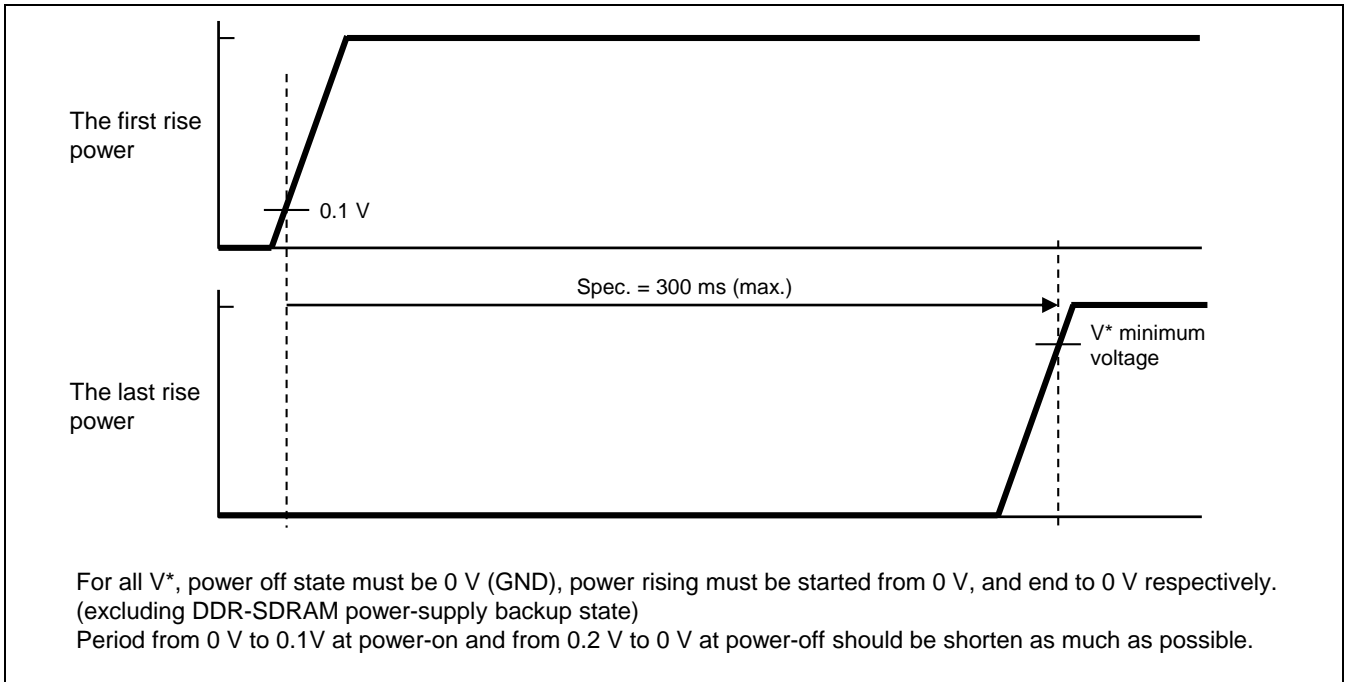 The first rise
power
0.1 V
Spec. = 300 ms (max.)
V* minimum
voltage
The last rise
power
For all V*, power off state must be 0 V (GND), power rising must be started from 0 V, and end to 0 V respectively.
(excluding DDR-SDRAM power-supply backup state)
Period from 0 V to 0.1V at power-on and from 0.2 V to 0 V at power-off should be shorten as much as possible.